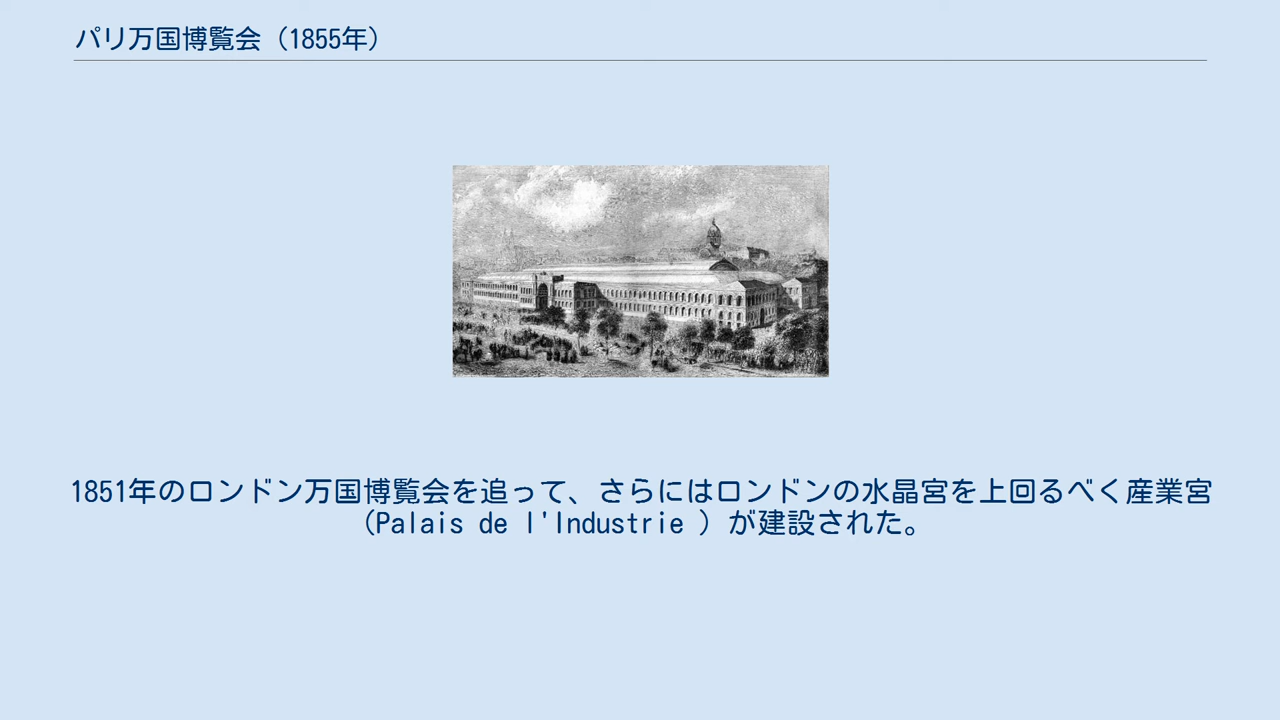 パリ万国博覧会（1855年）
1851年のロンドン万国博覧会を追って、さらにはロンドンの水晶宮を上回るべく産業宮
（Palais de l'Industrie ）が建設された。